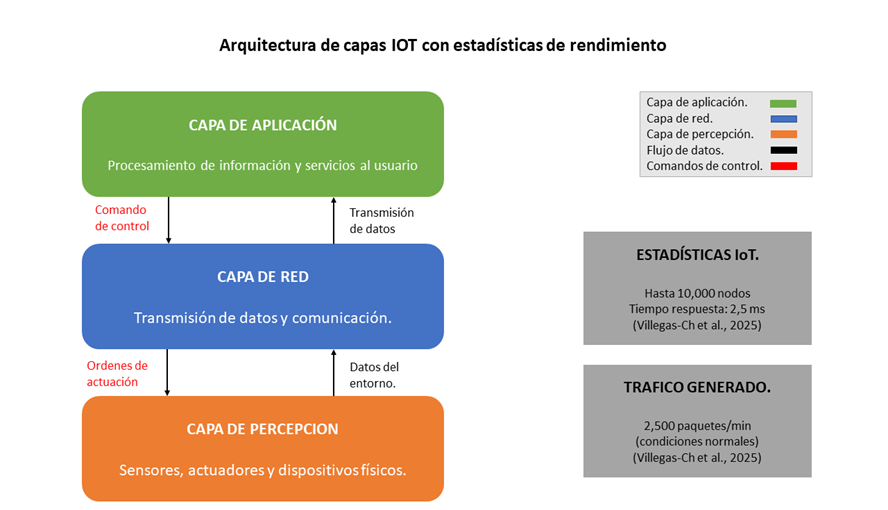 Arquitectura de capas IOT con estadísticas de rendimiento
CAPA DE APLICACIÓN
Procesamiento de información y servicios al usuario
Comando
de control
Transmisión
de datos
CAPA DE RED
Transmisión de datos y comunicación.
Ordenes de
actuación
Datos del
entorno.
CAPA DE PERCEPCION
Sensores, actuadores y dispositivos físicos.
Capa de aplicación.
Capa de red.
Capa de percepción.
Flujo de datos.
Comandos de control.
ESTADÍSTICAS IoT.
Hasta 10,000 nodos
Tiempo respuesta: 2,5 ms
(Villegas-Ch et al., 2025)
TRAFICO GENERADO.
2,500 paquetes/min
(condiciones normales)
(Villegas-Ch et al., 2025)